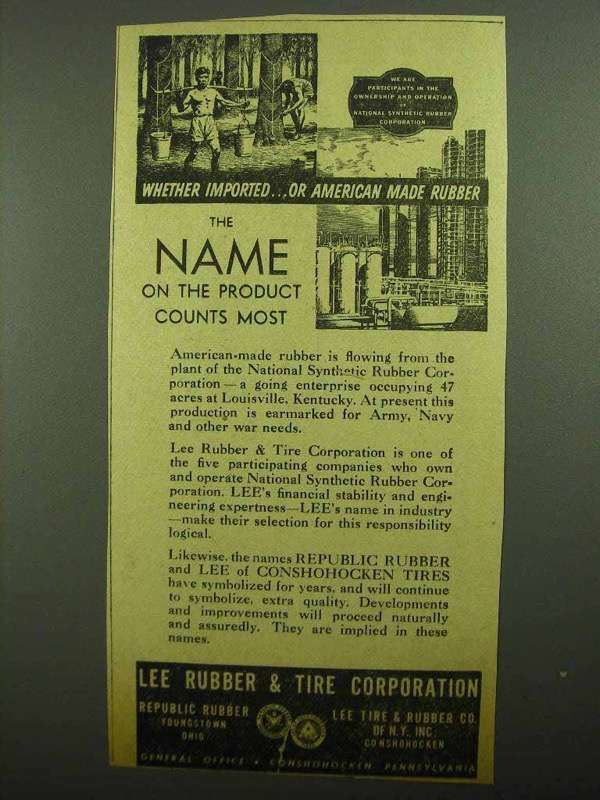 WE ARE
PARTICIPANTS IN THE
OWNERSHIP AND OPERATION
OF
NATIONAL SYNTHETIC RUBBER
CORPORATION
WHETHER IMPORTED...OR AMERICAN MADE RUBBER
THE
NAME
ON THE PRODUCT
COUNTS MOST
American-made rubber is flowing from the
plant of the National Synthetic Rubber Cor-
poration—a going enterprise occupying 47
acres at Louisville, Kentucky. At present this
production is earmarked for Army, Navy
and other war needs.
Lee Rubber & Tire Corporation is one of
the five participating companies who own
and operate National Synthetic Rubber Cor-
poration. LEE's financial stability and engi-
neering expertness—LEE's name in industry
—make their selection for this responsibility
logical.
Likewise, the names REPUBLIC RUBBER
and LEE of CONSHOHOCKEN TIRES
have symbolized for years, and will continue
to symbolize, extra quality. Developments
and improvements will proceed naturally
and assuredly. They are implied in these
names.
LEE RUBBER & TIRE CORPORATION
REPUBLIC RUBBER
YOUNGSTOWN
OHIO
LEE TIRE & RUBBER CO.
OF N.Y. INC.
CONSHOHOCKEN
GENERAL OFFICE • CONSHOHOCKEN PENNSYLVANIA